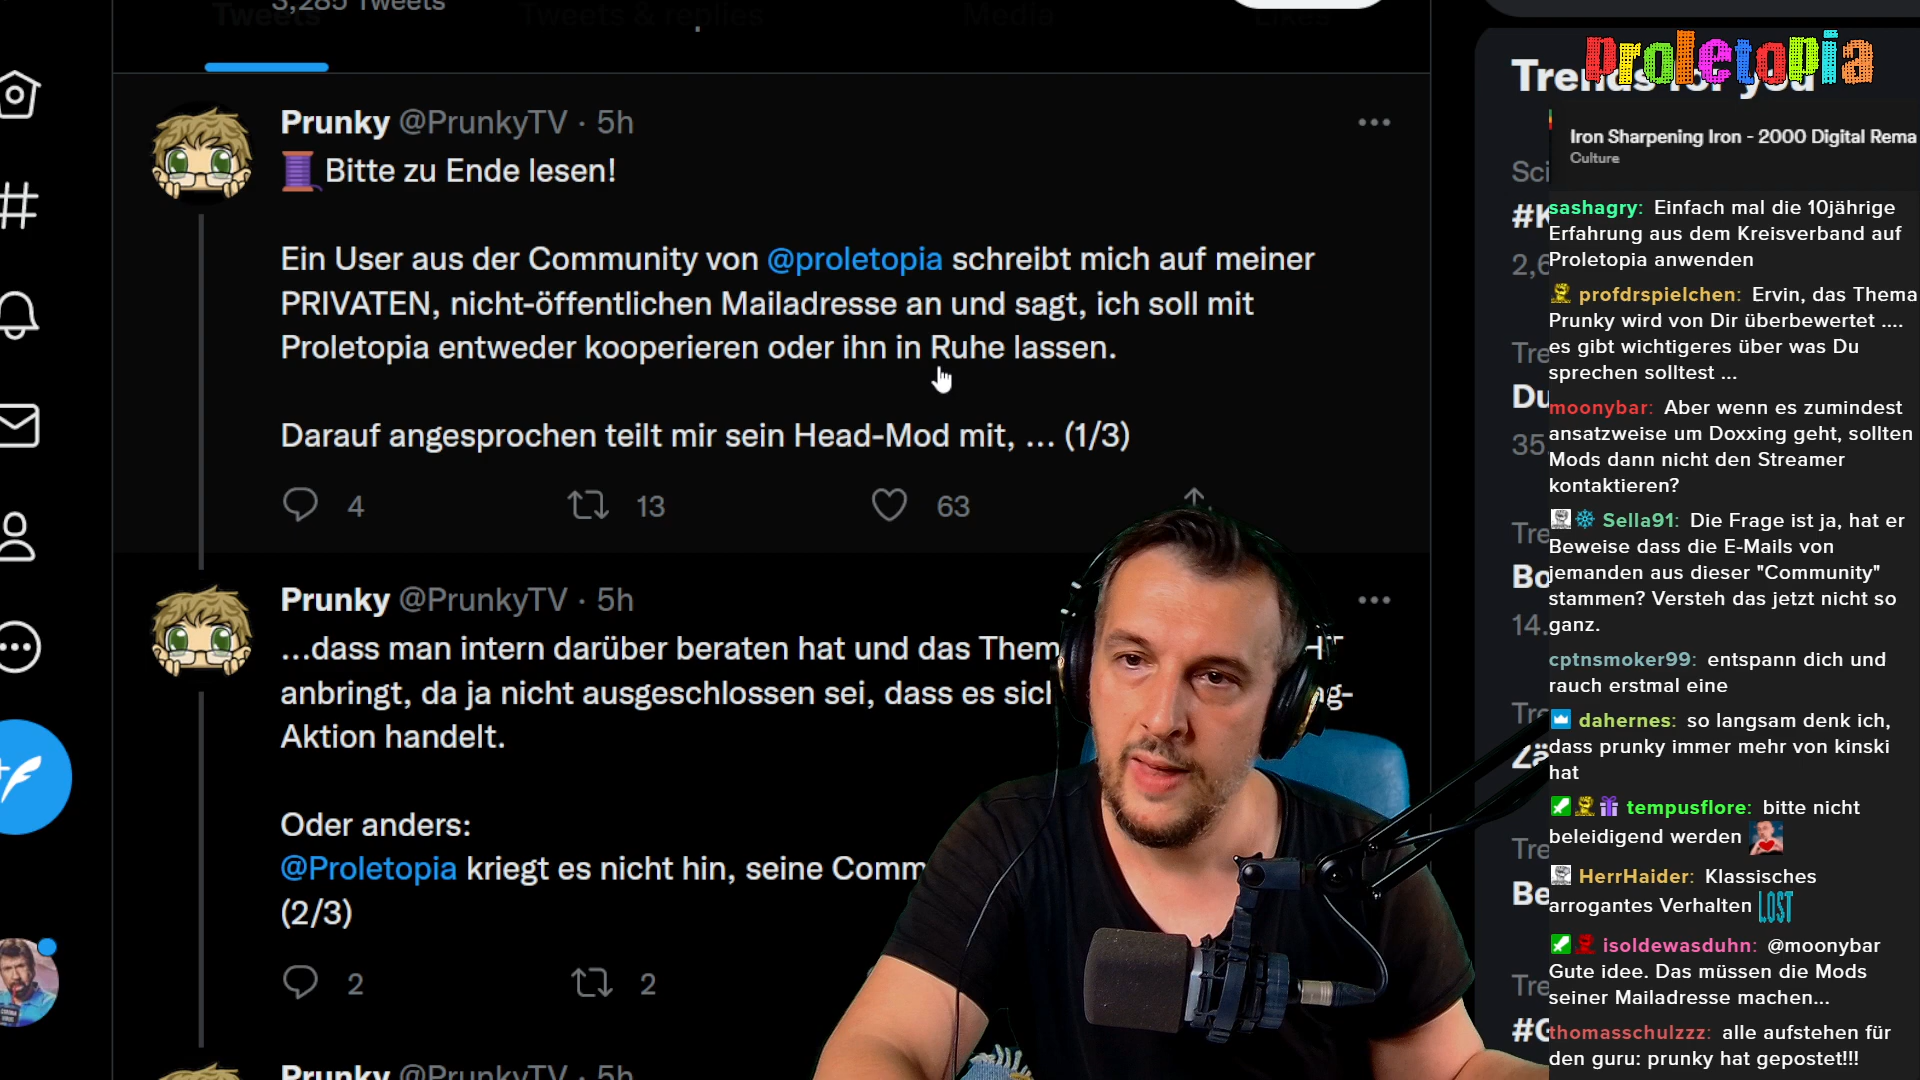 3,285 Tweets
Tweets
Tweets & replies
Media
Likes
Prunky @PrunkyTV · 5h
Bitte zu Ende lesen!
Ein User aus der Community von @proletopia schreibt mich auf meiner
PRIVATEN, nicht-öffentlichen Mailadresse an und sagt, ich soll mit
Proletopia entweder kooperieren oder ihn in Ruhe lassen.
Darauf angesprochen teilt mir sein Head-Mod mit, ... (1/3)
4
13
63
Prunky @PrunkyTV · 5h
...dass man intern darüber beraten hat und das
anbringt, da ja nicht ausgeschlossen sei, dass es
Aktion handelt.
Oder anders:
@Proletopia kriegt es nicht hin, seine
(2/3)
2
2
Prunky @PrunkyTV · 5h
Proletopia
Trends for you
Iron Sharpening Iron - 2000 Digital Rema
Culture
sashagry: Einfach mal die 10jährige
Erfahrung aus dem Kreisverband auf
Proletopia anwenden
profdrspielchen: Ervin, das Thema
Prunky wird von Dir überbewertet ....
es gibt wichtigeres über was Du
sprechen solltest ...
moonybar: Aber wenn es zumindest
ansatzweise um Doxxing geht, sollten
Mods dann nicht den Streamer
kontaktieren?
Sella91: Die Frage ist ja, hat er
Beweise dass die E-Mails von
jemanden aus dieser "Community"
stammen? Versteh das jetzt nicht so
ganz.
cptnsmoker99: entspann dich und
rauch erstmal eine
dahernes: so langsam denk ich,
dass prunky immer mehr von kinski
hat
tempusflore: bitte nicht
beleidigend werden
HerrHaider: Klassisches
arrogantes Verhalten LOST
isoldewasduhn: @moonybar
Gute idee. Das müssen die Mods
seiner Mailadresse machen...
thomasschulzzz: alle aufstehen für
den guru: prunky hat gepostet!!!